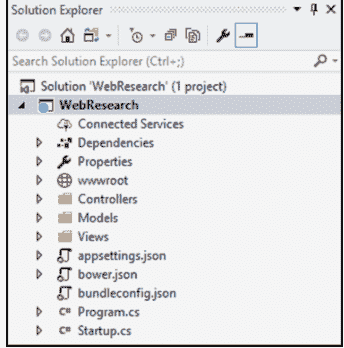 Solution Explorer
Search Solution Explorer (Ctrl+;)
Solution 'WebResearch' (1 project)
WebResearch
Connected Services
Dependencies
Properties
wwwroot
Controllers
Models
Views
appsettings.json
bower.json
bundleconfig.json
C# Program.cs
C# Startup.cs